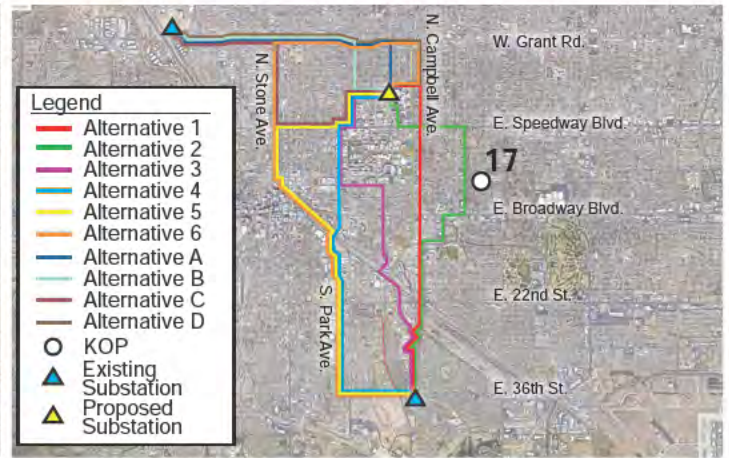 W. Grant Rd.
N. Campbell Ave.
N. Stone Ave.
Legend
Alternative 1
Alternative 2
Alternative 3
Alternative 4
Alternative 5
Alternative 6
Alternative A
Alternative B
Alternative C
Alternative D
KOP
Existing
Substation
Proposed
Substation
E. Speedway Blvd.
17
E. Broadway Blvd.
E. 22nd St.
S. Park Ave.
E. 36th St.